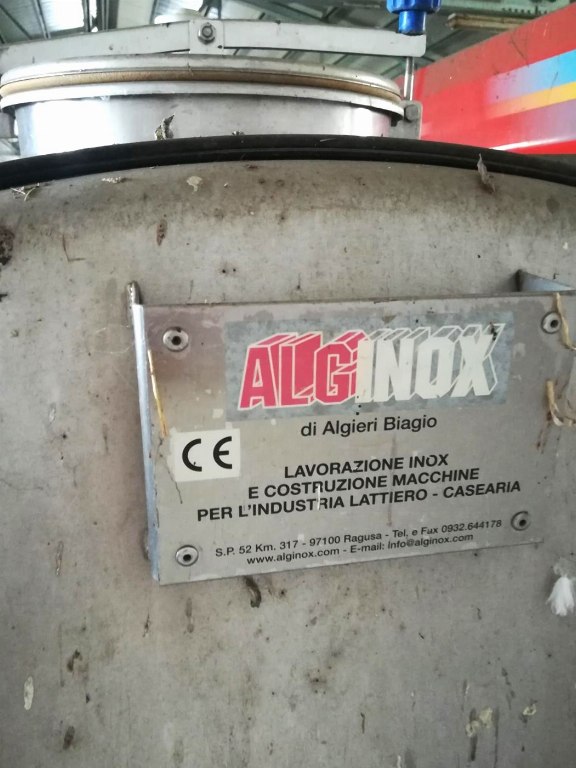 ALGINOX
di Algieri Biagio
CE
LAVORAZIONE INOX
E COSTRUZIONE MACCHINE
PER L'INDUSTRIA LATTIERO - CASEARIA
S.P. 52 Km. 317 - 97100 Ragusa - Tel. e Fux 0932.644178
www.alginox.com - E-mail: info@alginox.com